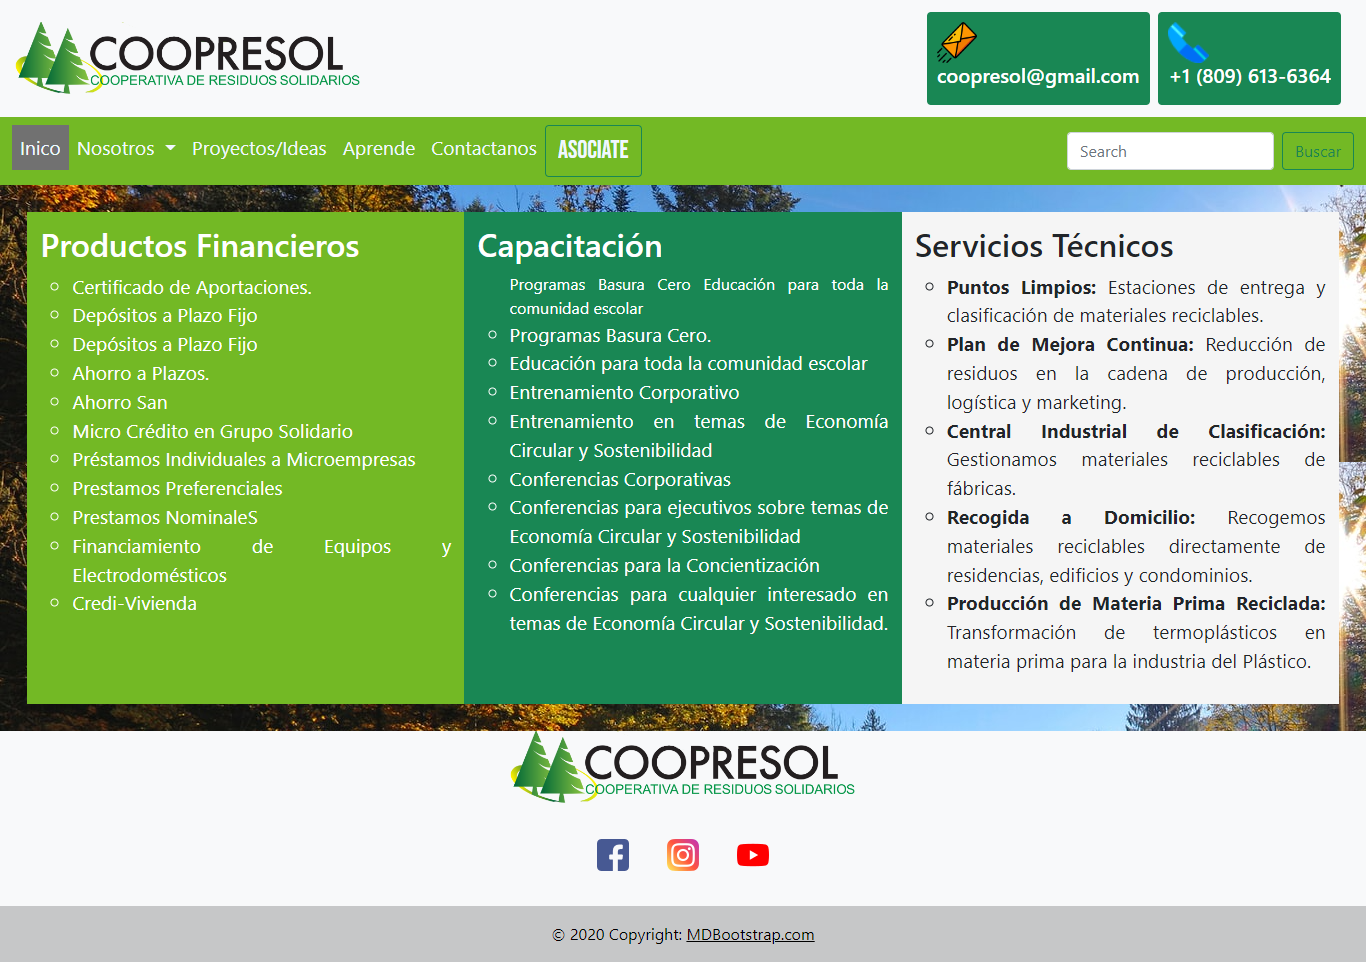 COOPRESOL
COOPERATIVA DE RESIDUOS SOLIDARIOS
coopresol@gmail.com
+1 (809) 613-6364
Inico
Nosotros
Proyectos/Ideas
Aprende
Contactanos
ASOCIATE
Search
Buscar
Productos Financieros
Certificado de Aportaciones.
Depósitos a Plazo Fijo
Depósitos a Plazo Fijo
Ahorro a Plazos.
Ahorro San
Micro Crédito en Grupo Solidario
Préstamos Individuales a Microempresas
Prestamos Preferenciales
Prestamos NominaleS
Financiamiento de Equipos y
Electrodomésticos
Credi-Vivienda
Capacitación
Programas Basura Cero Educación para toda la
comunidad escolar
Programas Basura Cero.
Educación para toda la comunidad escolar
Entrenamiento Corporativo
Entrenamiento en temas de Economía
Circular y Sostenibilidad
Conferencias Corporativas
Conferencias para ejecutivos sobre temas de
Economía Circular y Sostenibilidad
Conferencias para la Concientización
Conferencias para cualquier interesado en
temas de Economía Circular y Sostenibilidad.
Servicios Técnicos
Puntos Limpios: Estaciones de entrega y
clasificación de materiales reciclables.
Plan de Mejora Continua: Reducción de
residuos en la cadena de producción,
logística y marketing.
Central Industrial de Clasificación:
Gestionamos materiales reciclables de
fábricas.
Recogida a Domicilio: Recogemos
materiales reciclables directamente de
residencias, edificios y condominios.
Producción de Materia Prima Reciclada:
Transformación de termoplásticos en
materia prima para la industria del Plástico.
COOPRESOL
COOPERATIVA DE RESIDUOS SOLIDARIOS
© 2020 Copyright: MDBootstrap.com